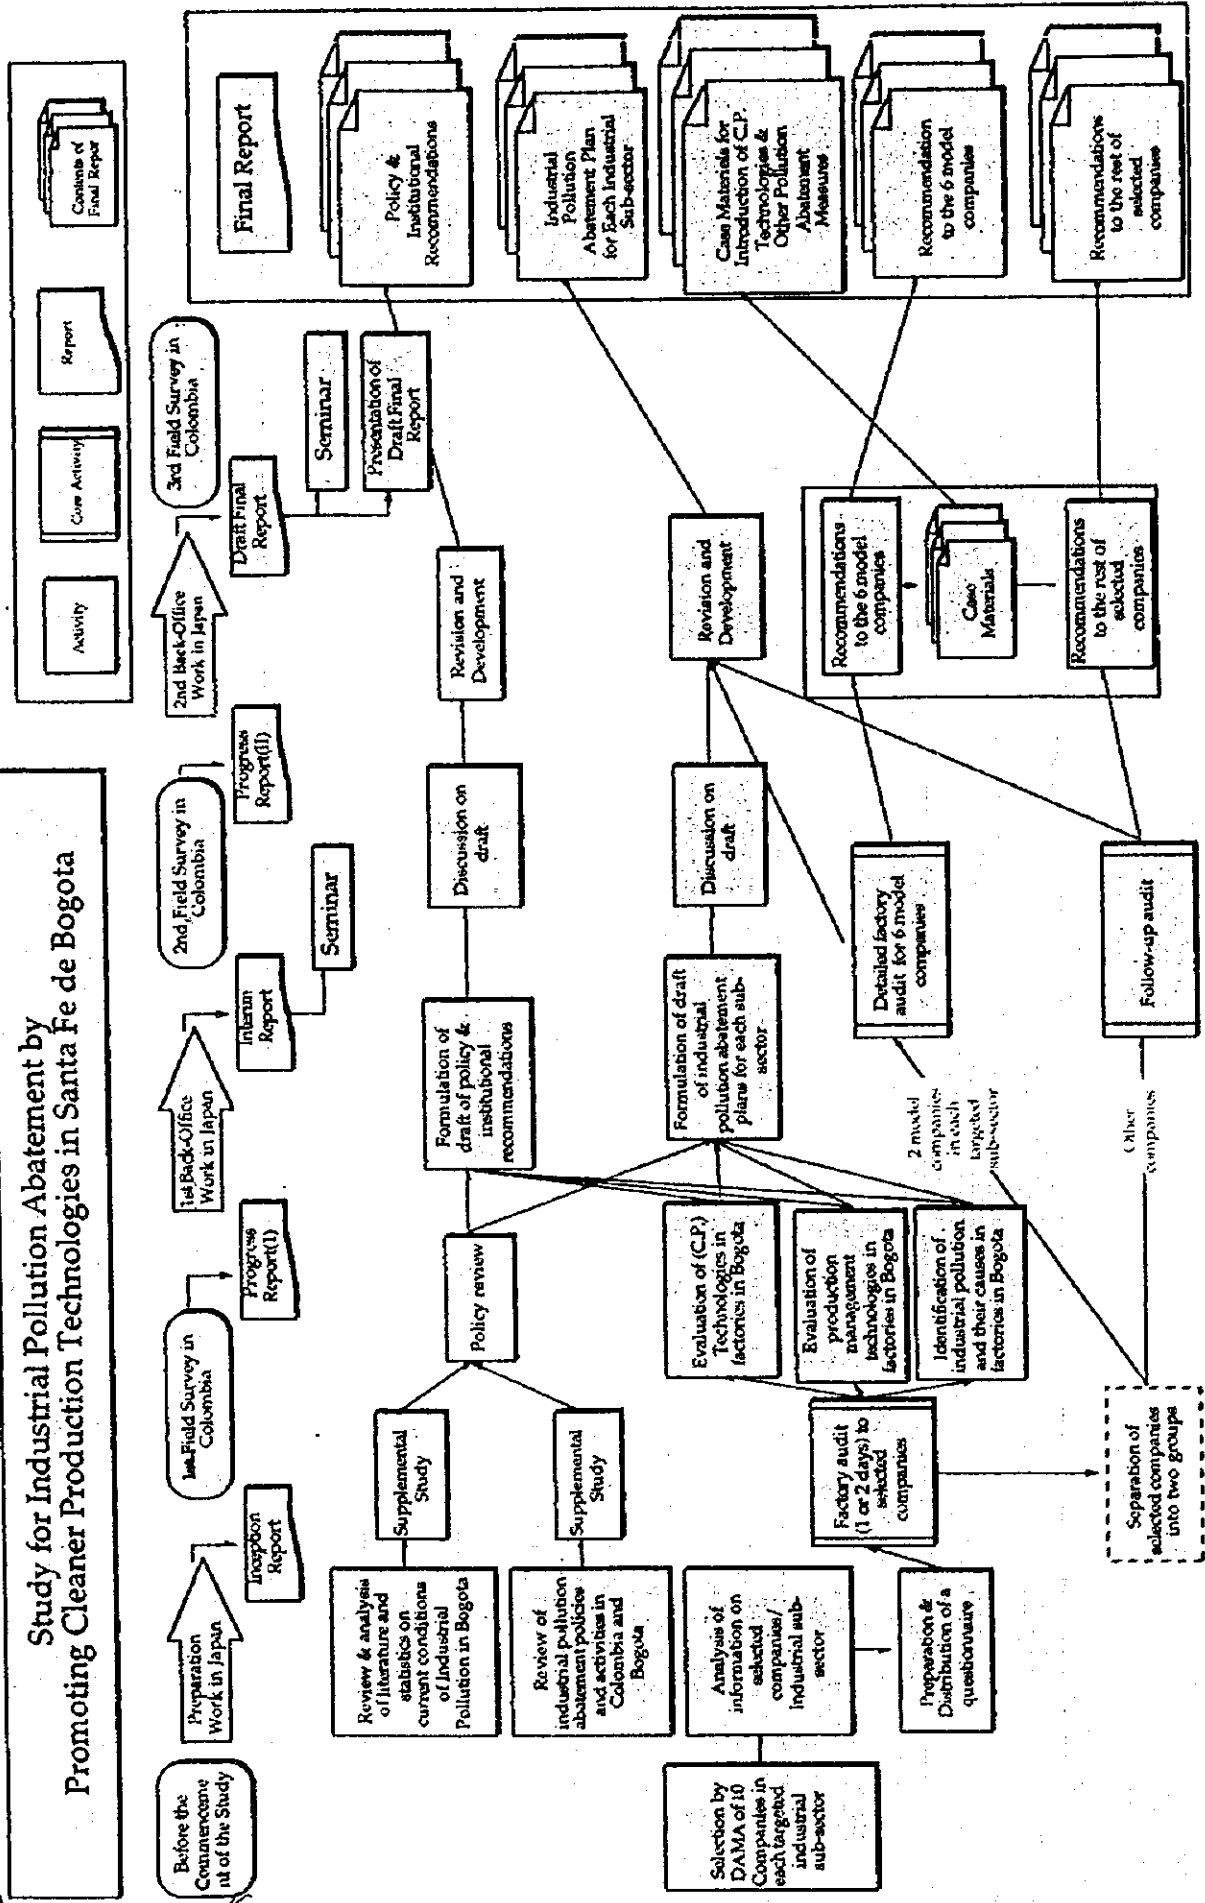 Study for Industrial Pollution Abatement by
Promoting Cleaner Production Technologies in Santa Fe de Bogota
Activity
Core Activity
Report
Contents of
Final Repor
Before the
Commenceme
nt of the Study
Preparation
Work in Japan
Inception
Report
1st Field Survey in
Colombia
Progress
Report(I)
1st Back-Office
Work in Japan
Interim
Report
Seminar
2nd Field Survey in
Colombia
Progress
Report(II)
2nd Back-Office
Work in Japan
Draft Final
Report
3rd Field Survey in
Colombia
Seminar
Presentation of
Draft Final
Report
Final Report
Review & analysis
of literature and
statistics on
current conditions
of Industrial
Pollution in Bogota
Supplemental
Study
Review of
industrial pollution
abatement policies
and activities in
Colombia and
Bogota
Supplemental
Study
Policy review
Formulation of
draft of policy &
institutional
recommendations
Discussion on
draft
Revision and
Development
Policy &
Institutional
Recommendations
Selection by
DAMA of 10
Companies in
each targeted
industrial
sub-sector
Analysis of
information on
selected
companies/
Industrial sub-
sector
Preparation &
Distribution of a
questionnaire
Factory audit
(1 or 2 days) to
selected
companies
Evaluation of (C.P.)
Technologies in
factories in Bogota
Evaluation of
production
management
technologies in
factories in Bogota
Identification of
industrial pollution
and their causes in
factories in Bogota
Formulation of draft
of industrial
pollution abatement
plans for each sub-
sector
Discussion on
draft
Revision and
Development
Industrial
Pollution
Abatement Plan
for Each Industrial
Sub-sector
Separation of
selected companies
into two groups
2 model
companies
in each
targeted
sub-sector
Other
companies
Detailed factory
audit for 6 model
companies
Follow-up audit
Recommendations
to the 6 model
companies
Case
Materials
Recommendations
to the rest of
selected
companies
Case Materials for
Introduction of C.P.
Technologies &
Other Pollution
Abatement
Measures
Recommendation
to the 6 model
companies
Recommendations
to the rest of
selected
companies